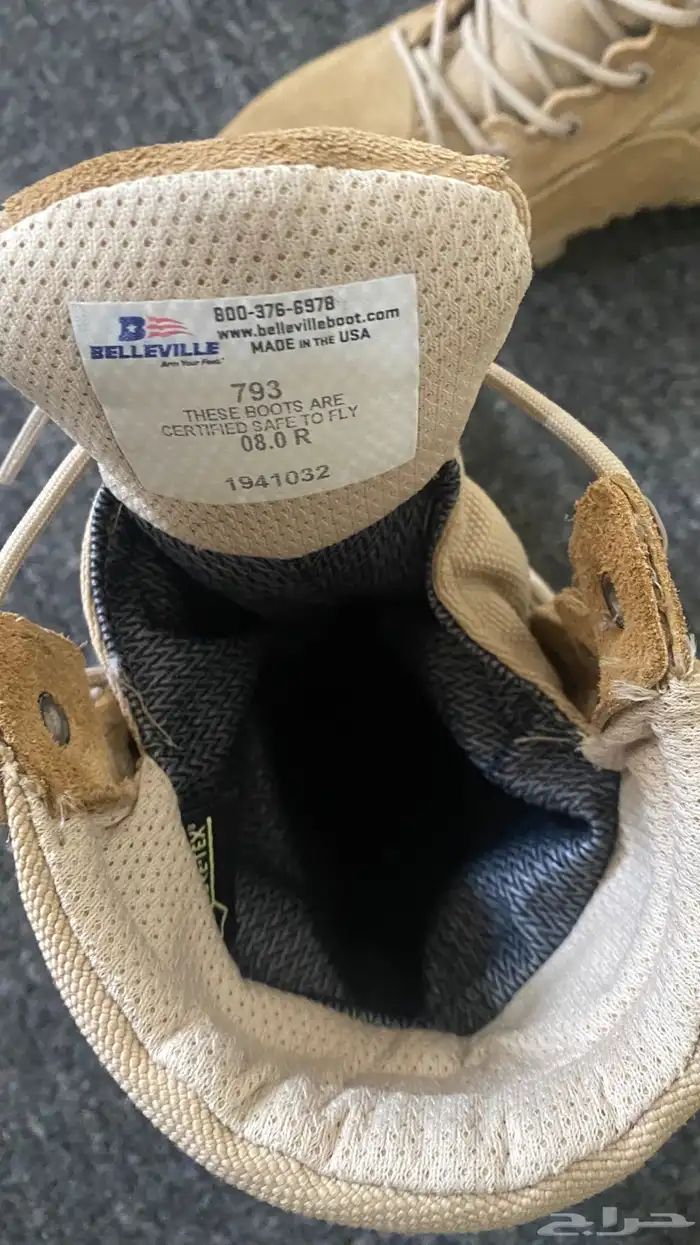 800-376-6978
www.bellevilleboot.com
MADE IN THE USA
B
BELLEVILLE
Arm Your Feet.
793
THESE BOOTS ARE
CERTIFIED SAFE TO FLY
08.0 R
1941032
حراج